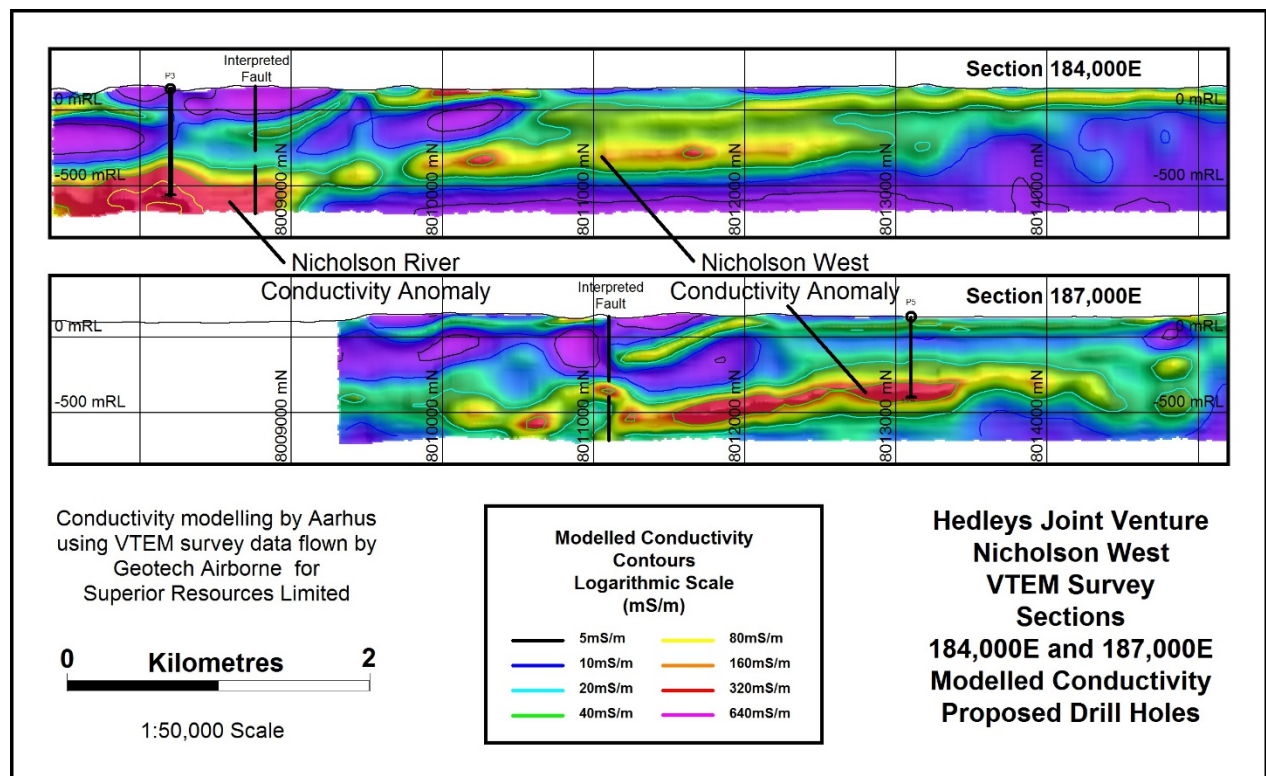 P3
Interpreted
Fault
Section 184,000E
0 mRL
0 mRL
-500 mRL
-500 mRL
8009000 mN
8010000 mN
8011000 mN
8012000 mN
8013000 mN
8014000 mN
Nicholson River
Conductivity Anomaly
Nicholson West
Conductivity Anomaly
Interpreted
Fault
P5
Section 187,000E
0 mRL
0 mRL
-500 mRL
-500 mRL
8009000 mN
8010000 mN
8011000 mN
8012000 mN
8013000 mN
8014000 mN
Conductivity modelling by Aarhus
using VTEM survey data flown by
Geotech Airborne for
Superior Resources Limited
0 Kilometres 2
1:50,000 Scale
Modelled Conductivity
Contours
Logarithmic Scale
(mS/m)
5mS/m 80mS/m
10mS/m 160mS/m
20mS/m 320mS/m
40mS/m 640mS/m
Hedleys Joint Venture
Nicholson West
VTEM Survey
Sections
184,000E and 187,000E
Modelled Conductivity
Proposed Drill Holes